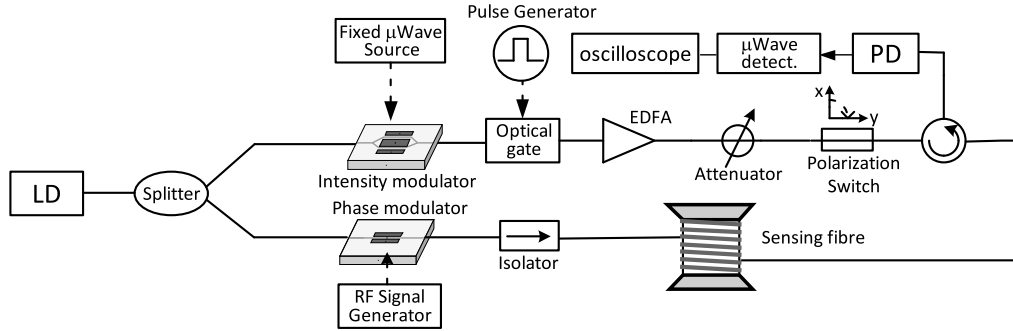 Pulse Generator
Fixed μWave
Source
oscilloscope
μWave
detect.
PD
x
y
EDFA
Optical
gate
Attenuator
Polarization
Switch
Intensity modulator
LD
Splitter
Phase modulator
Sensing fibre
Isolator
RF Signal
Generator